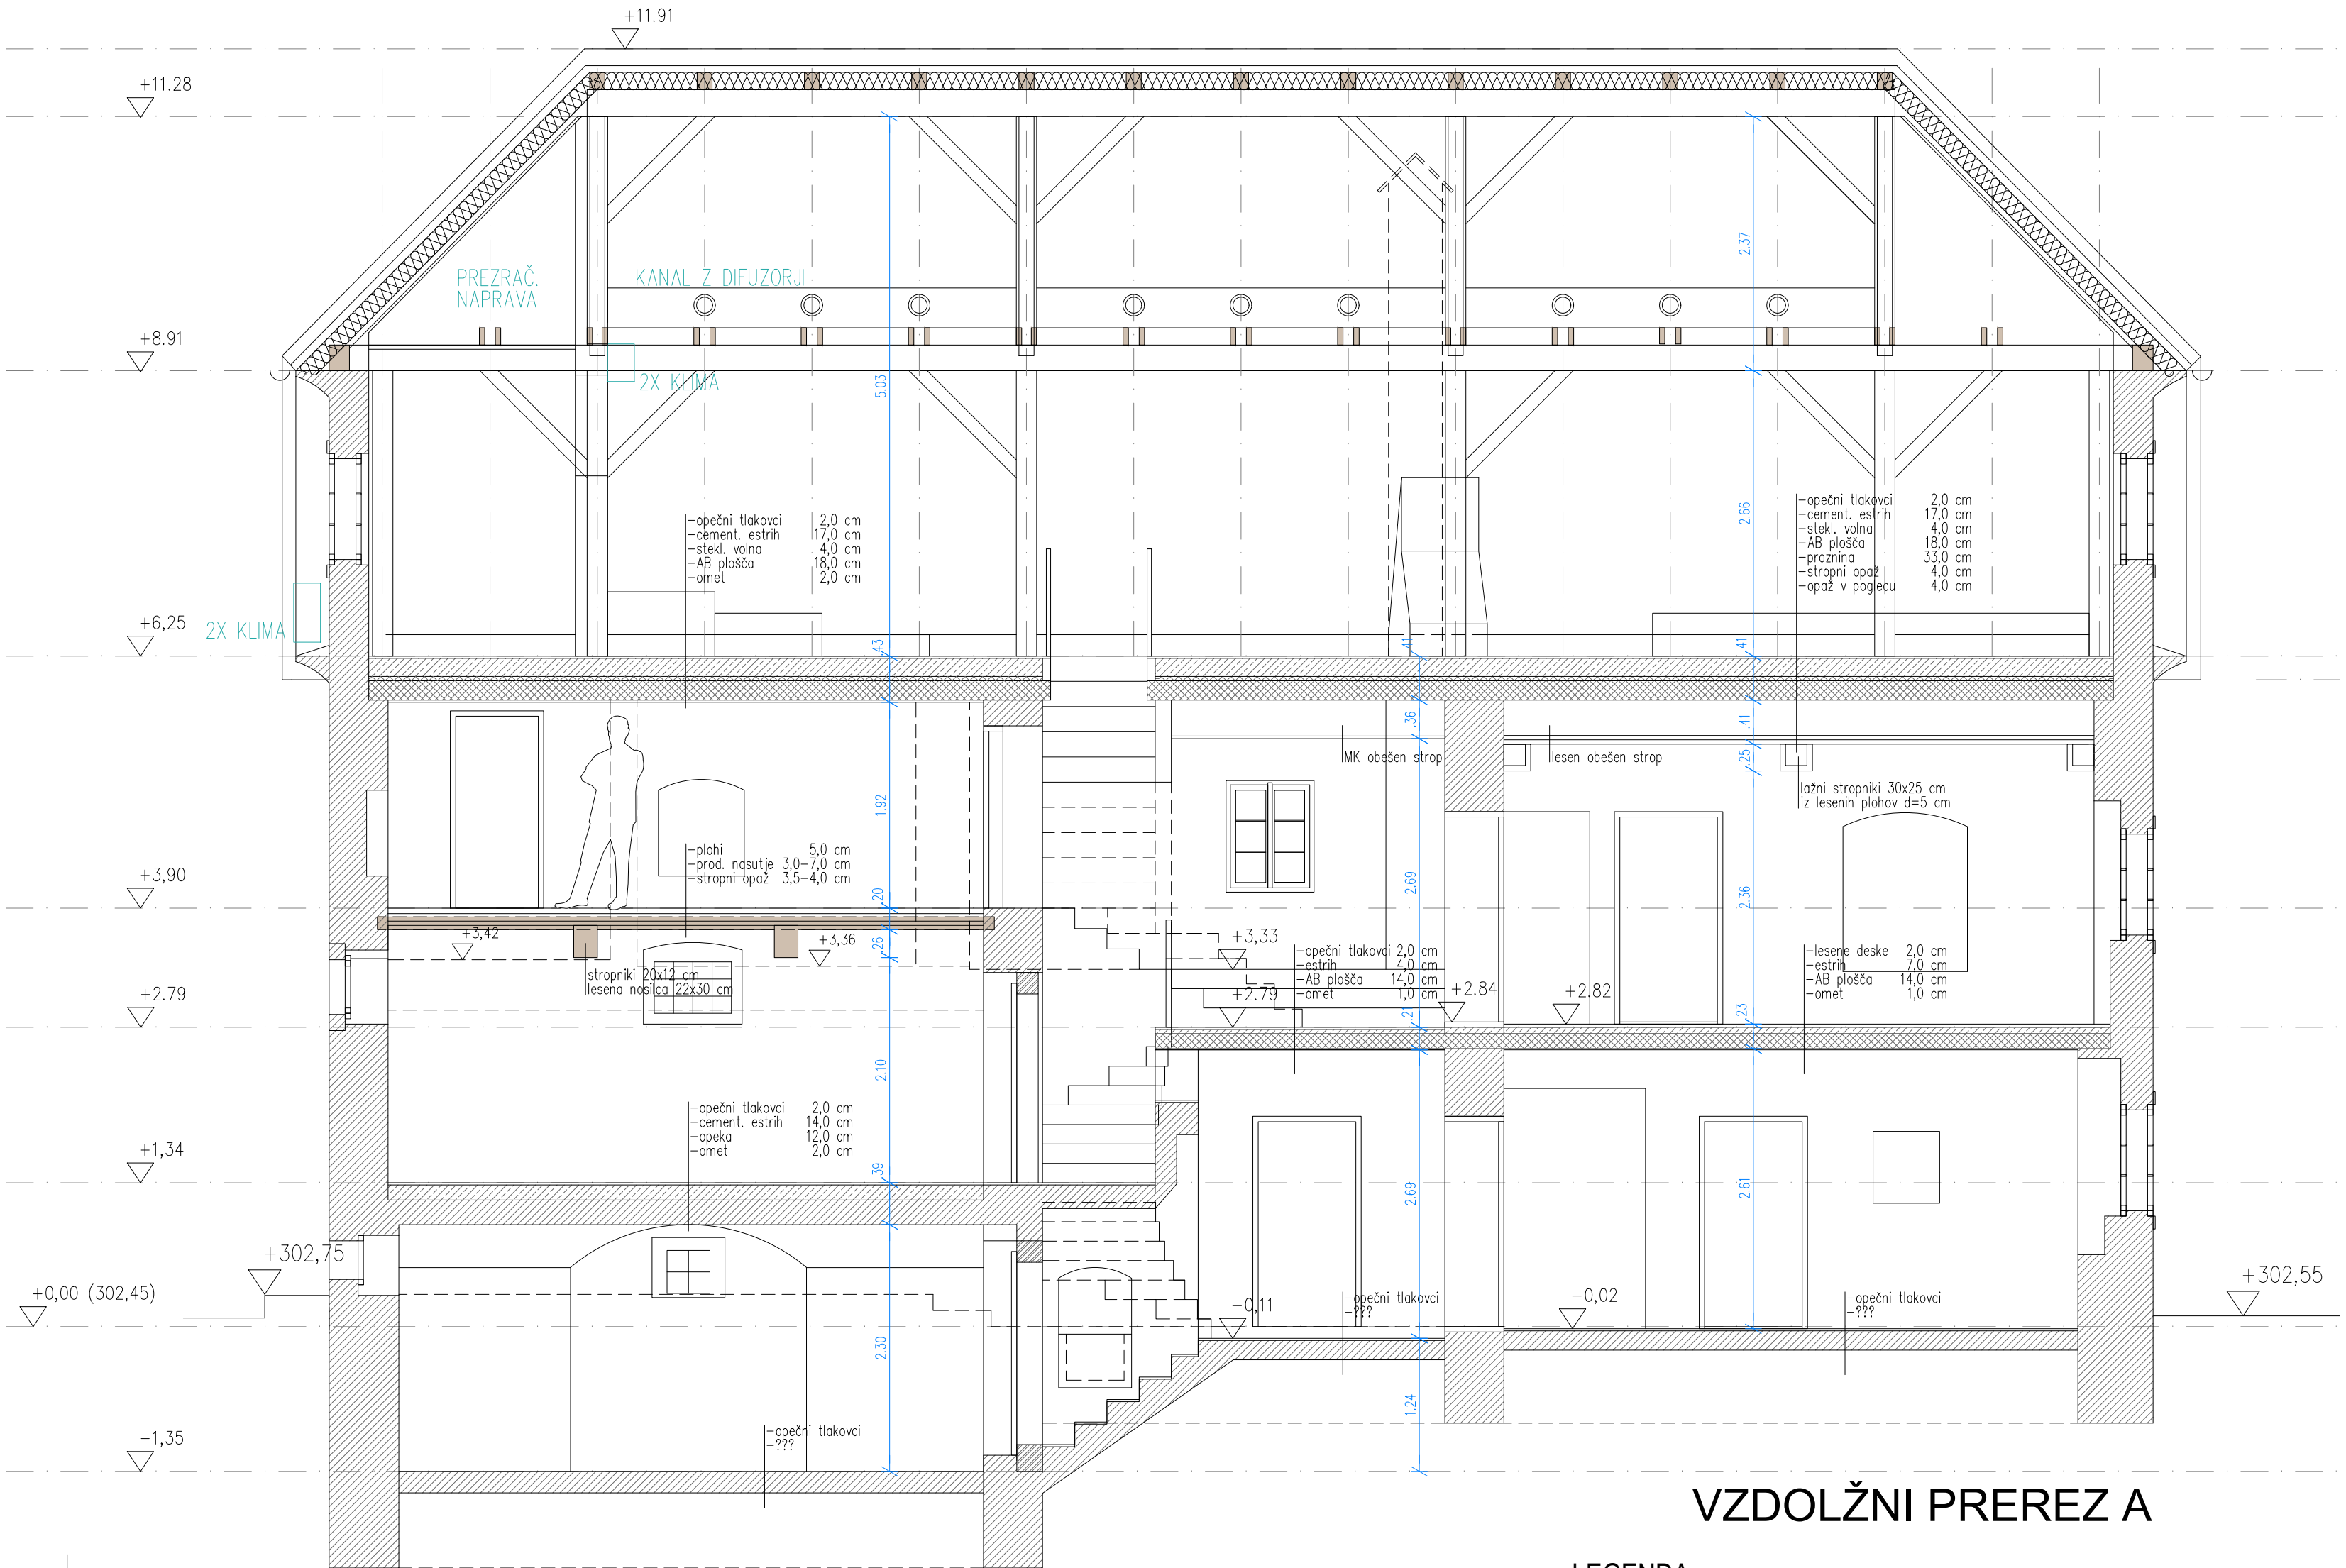 +11.91
+11.28
PREZRAČ.
NAPRAVA
KANAL Z DIFUZORJI
2.37
+8.91
2X KLIMA
5.03
2.66
-opečni tlakovci 2,0 cm
-cement. estrih 17,0 cm
-stekl. volna 4,0 cm
-AB plošča 18,0 cm
-omet 2,0 cm
-opečni tlakovci 2,0 cm
-cement. estrih 17,0 cm
-stekl. volna 4,0 cm
-AB plošča 18,0 cm
-praznina 33,0 cm
-stropni opaž 4,0 cm
-opaž v pogledu 4,0 cm
+6,25
2X KLIMA
.43
.41
.41
.36
.41
MK obešen strop
lesen obešen strop
.25
lažni stropniki 30x25 cm
iz lesenih plohov d=5 cm
1.92
-plohi 5,0 cm
-prod. nasutje 3,0-7,0 cm
-stropni opaž 3,5-4,0 cm
+3,90
.20
2.69
2.36
+3,42
+3,36
.26
+3,33
stropniki 20x12 cm
lesena nosilca 22x30 cm
-opečni tlakovci 2,0 cm
-estrih 4,0 cm
-AB plošča 14,0 cm
-omet 1,0 cm
-lesene deske 2,0 cm
-estrih 7,0 cm
-AB plošča 14,0 cm
-omet 1,0 cm
+2.79
+2.79
+2.84
+2.82
.21
.23
2.10
-opečni tlakovci 2,0 cm
-cement. estrih 14,0 cm
-opeka 12,0 cm
-omet 2,0 cm
+1,34
.39
2.69
2.61
+302,75
+0,00 (302,45)
-0,11
-opečni tlakovci
-???
-0,02
-opečni tlakovci
-???
+302,55
2.30
1.24
-1,35
-opečni tlakovci
-???
VZDOLŽNI PREREZ A
LEGENDA